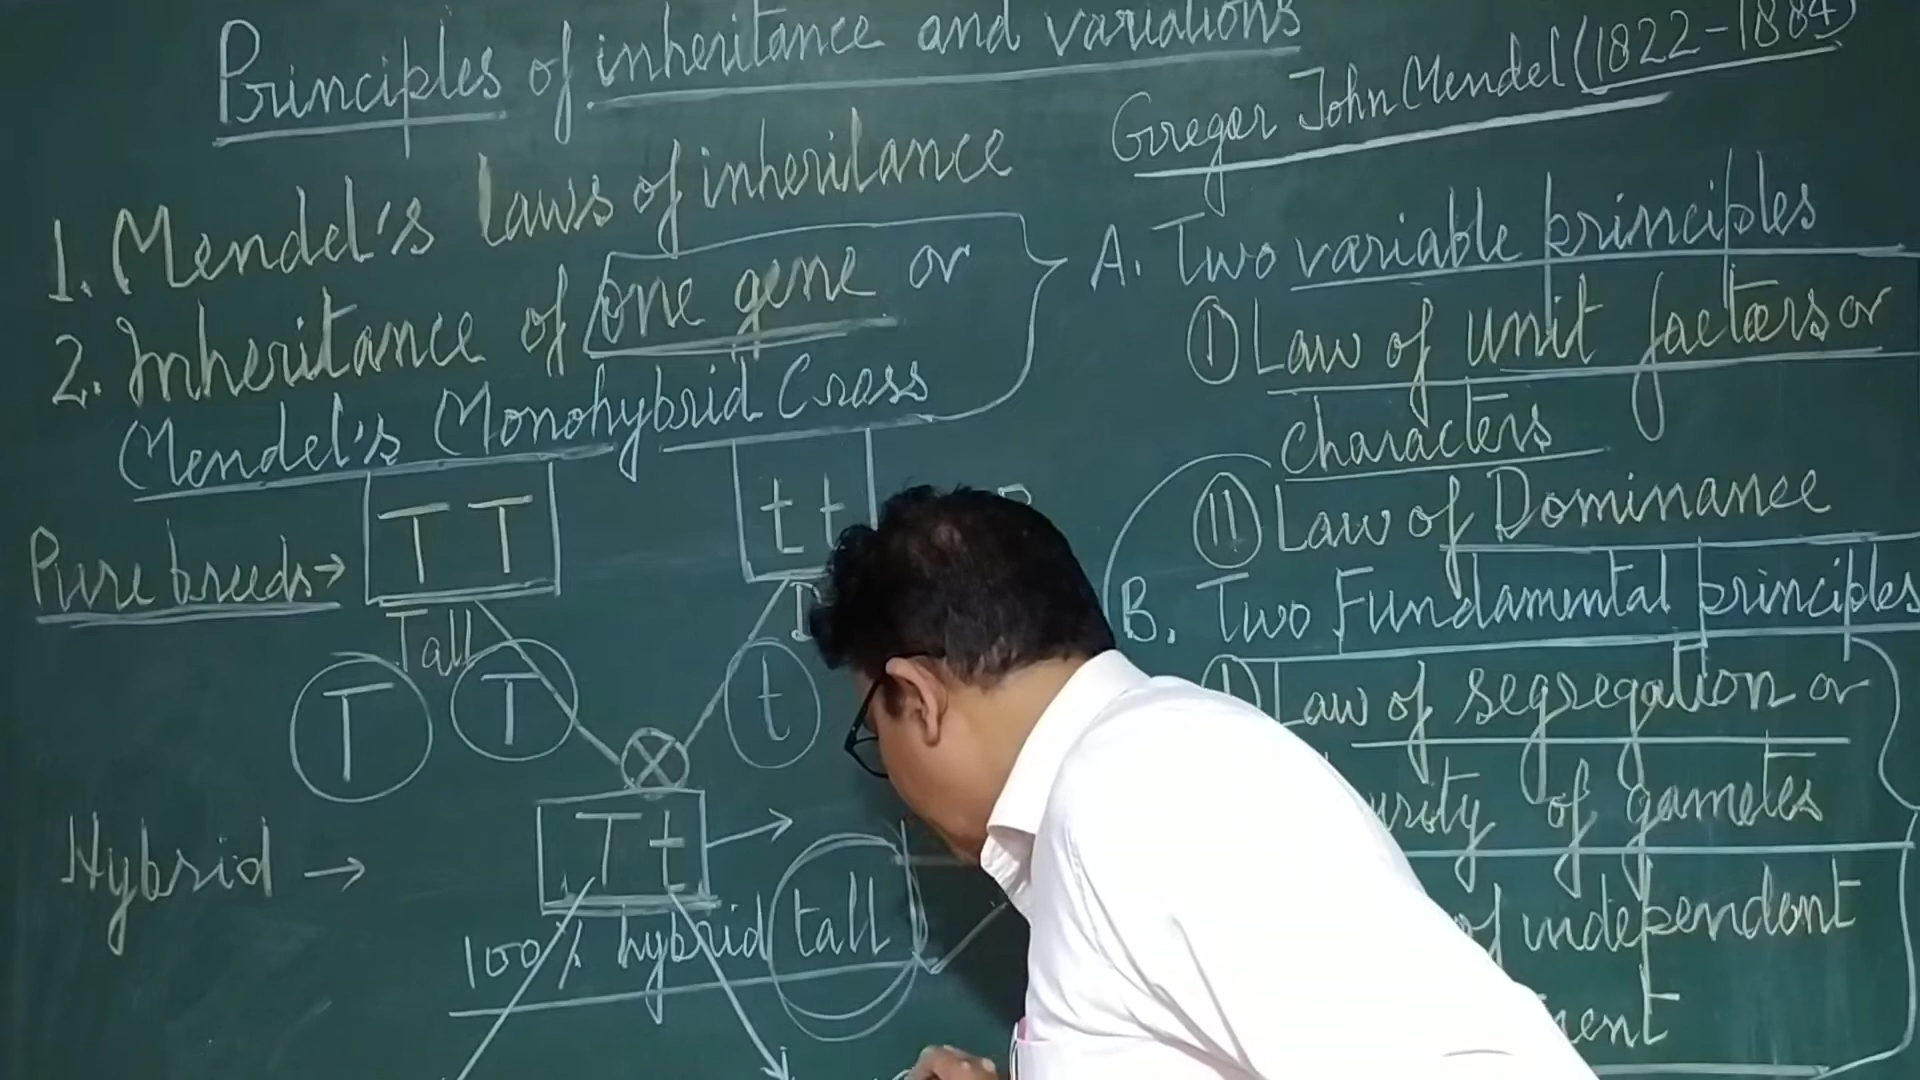 Principles of inheritance and variations
Gregor John Mendel (1822-1884)
1. Mendel's laws of inheritance
2. Inheritance of one gene or
Mendel's Monohybrid Cross
Pure breeds→
TT
tt
Tall
T
T
t
Hybrid →
Tt
100% hybrid tall
A. Two variable principles
I Law of unit factors or
characters
II Law of Dominance
B. Two Fundamental principles
I Law of segregation or
of gametes
of independent